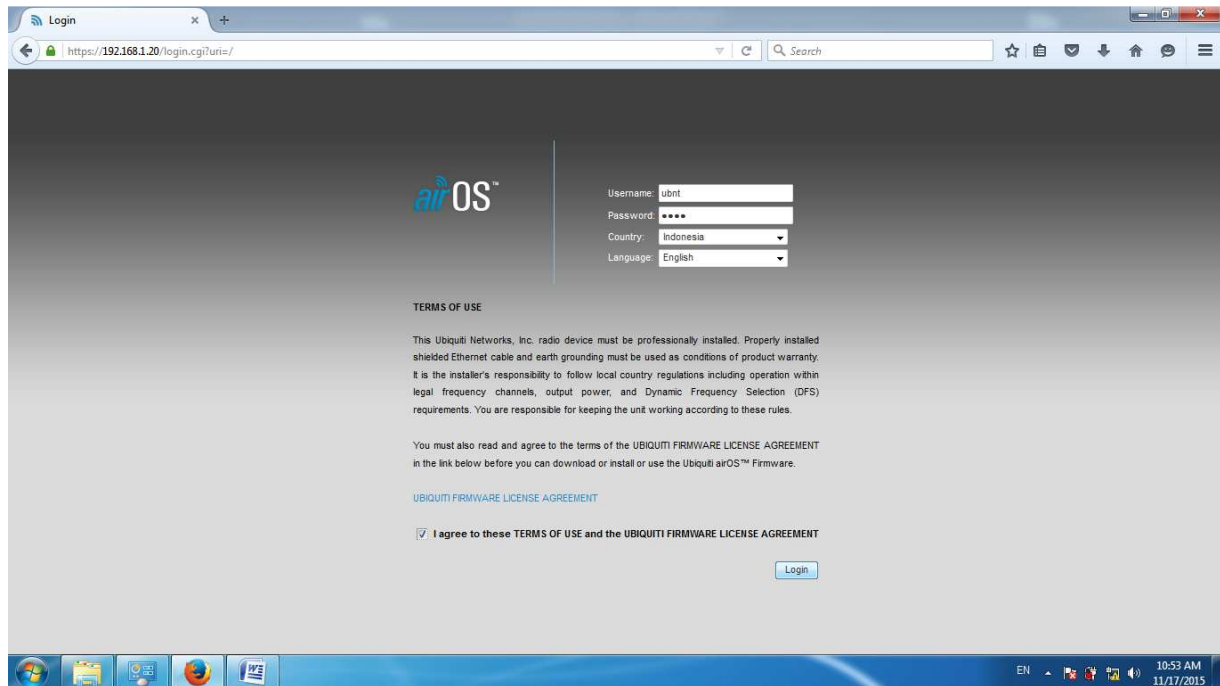 Login
https://192.168.1.20/login.cgi?uri=/
Search
airOS™
Username: ubnt
Password: ••••
Country: Indonesia
Language: English
TERMS OF USE
This Ubiquiti Networks, Inc. radio device must be professionally installed. Properly installed
shielded Ethernet cable and earth grounding must be used as conditions of product warranty.
It is the installer's responsibility to follow local country regulations including operation within
legal frequency channels, output power, and Dynamic Frequency Selection (DFS)
requirements. You are responsible for keeping the unit working according to these rules.
You must also read and agree to the terms of the UBIQUITI FIRMWARE LICENSE AGREEMENT
in the link below before you can download or install or use the Ubiquiti airOS™ Firmware.
UBIQUITI FIRMWARE LICENSE AGREEMENT
I agree to these TERMS OF USE and the UBIQUITI FIRMWARE LICENSE AGREEMENT
Login
EN
10:53 AM
11/17/2015